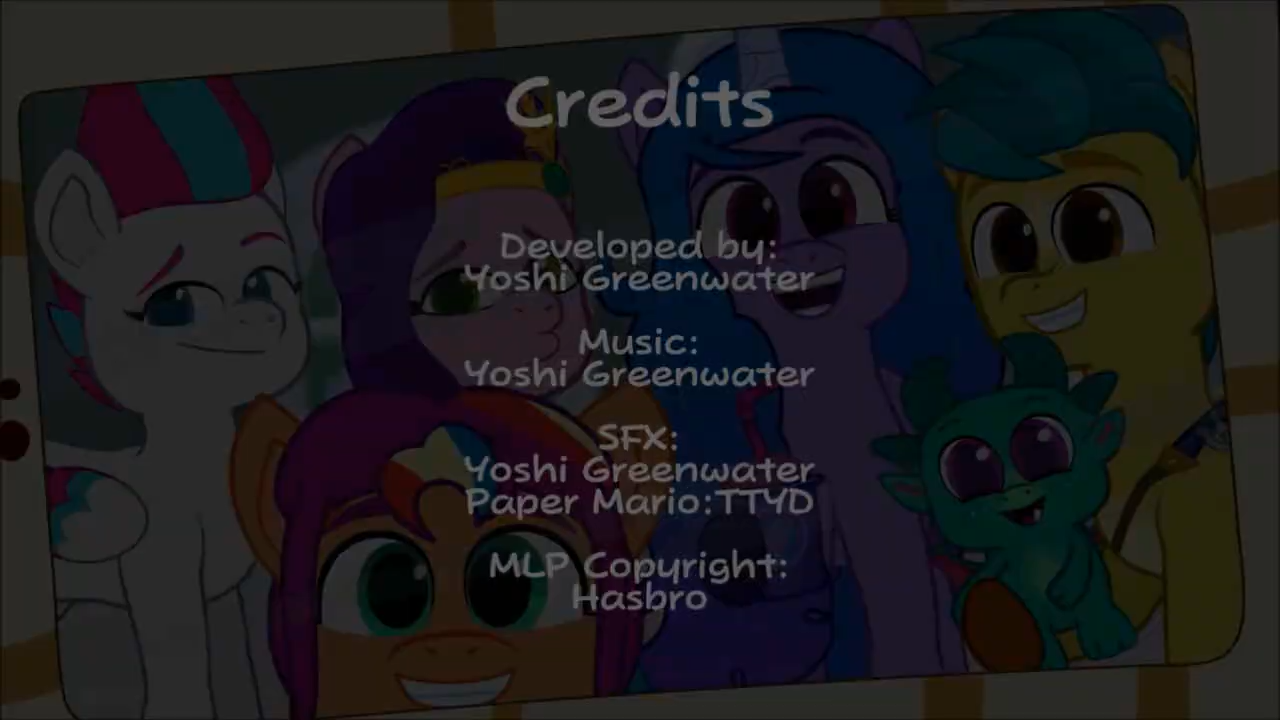 Credits
Developed by:
Yoshi Greenwater
Music:
Yoshi Greenwater
SFX:
Yoshi Greenwater
Paper Mario:TTYD
MLP Copyright:
Hasbro